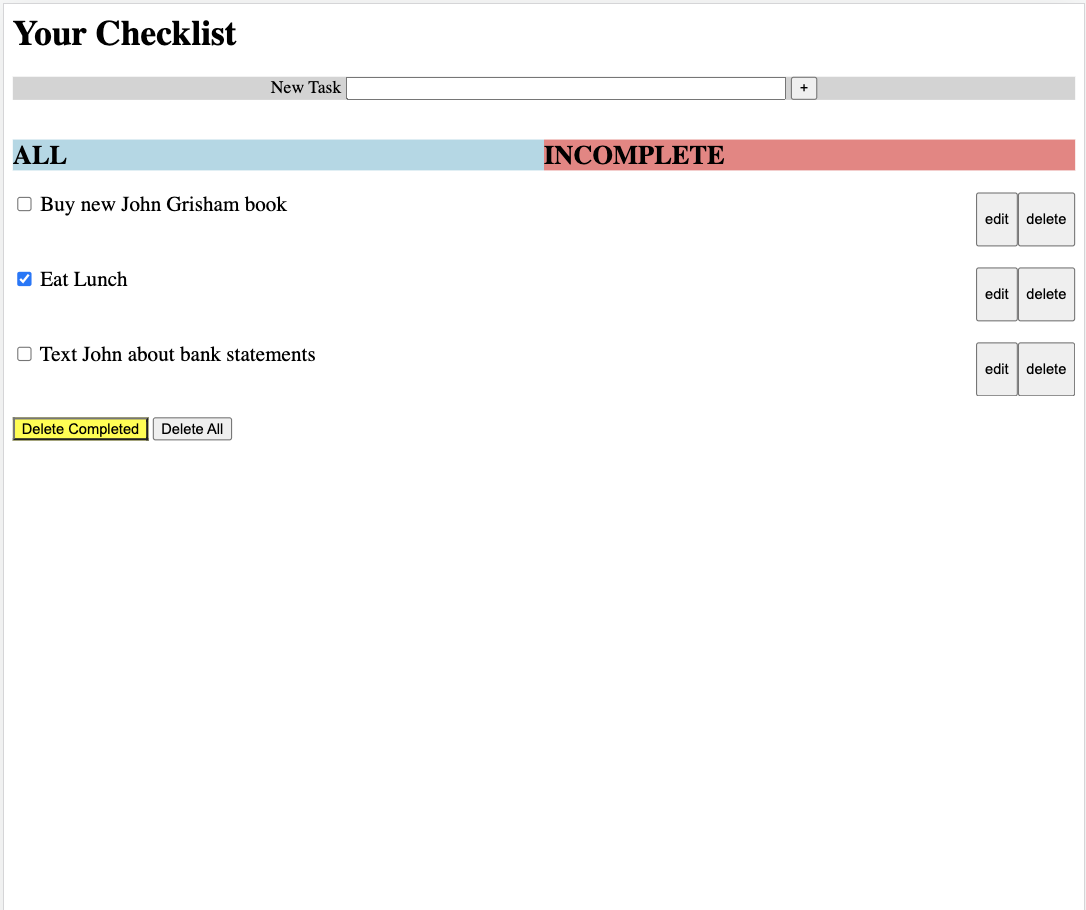 Your Checklist
New Task +
ALL INCOMPLETE
Buy new John Grisham book edit delete
Eat Lunch edit delete
Text John about bank statements edit delete
Delete Completed Delete All